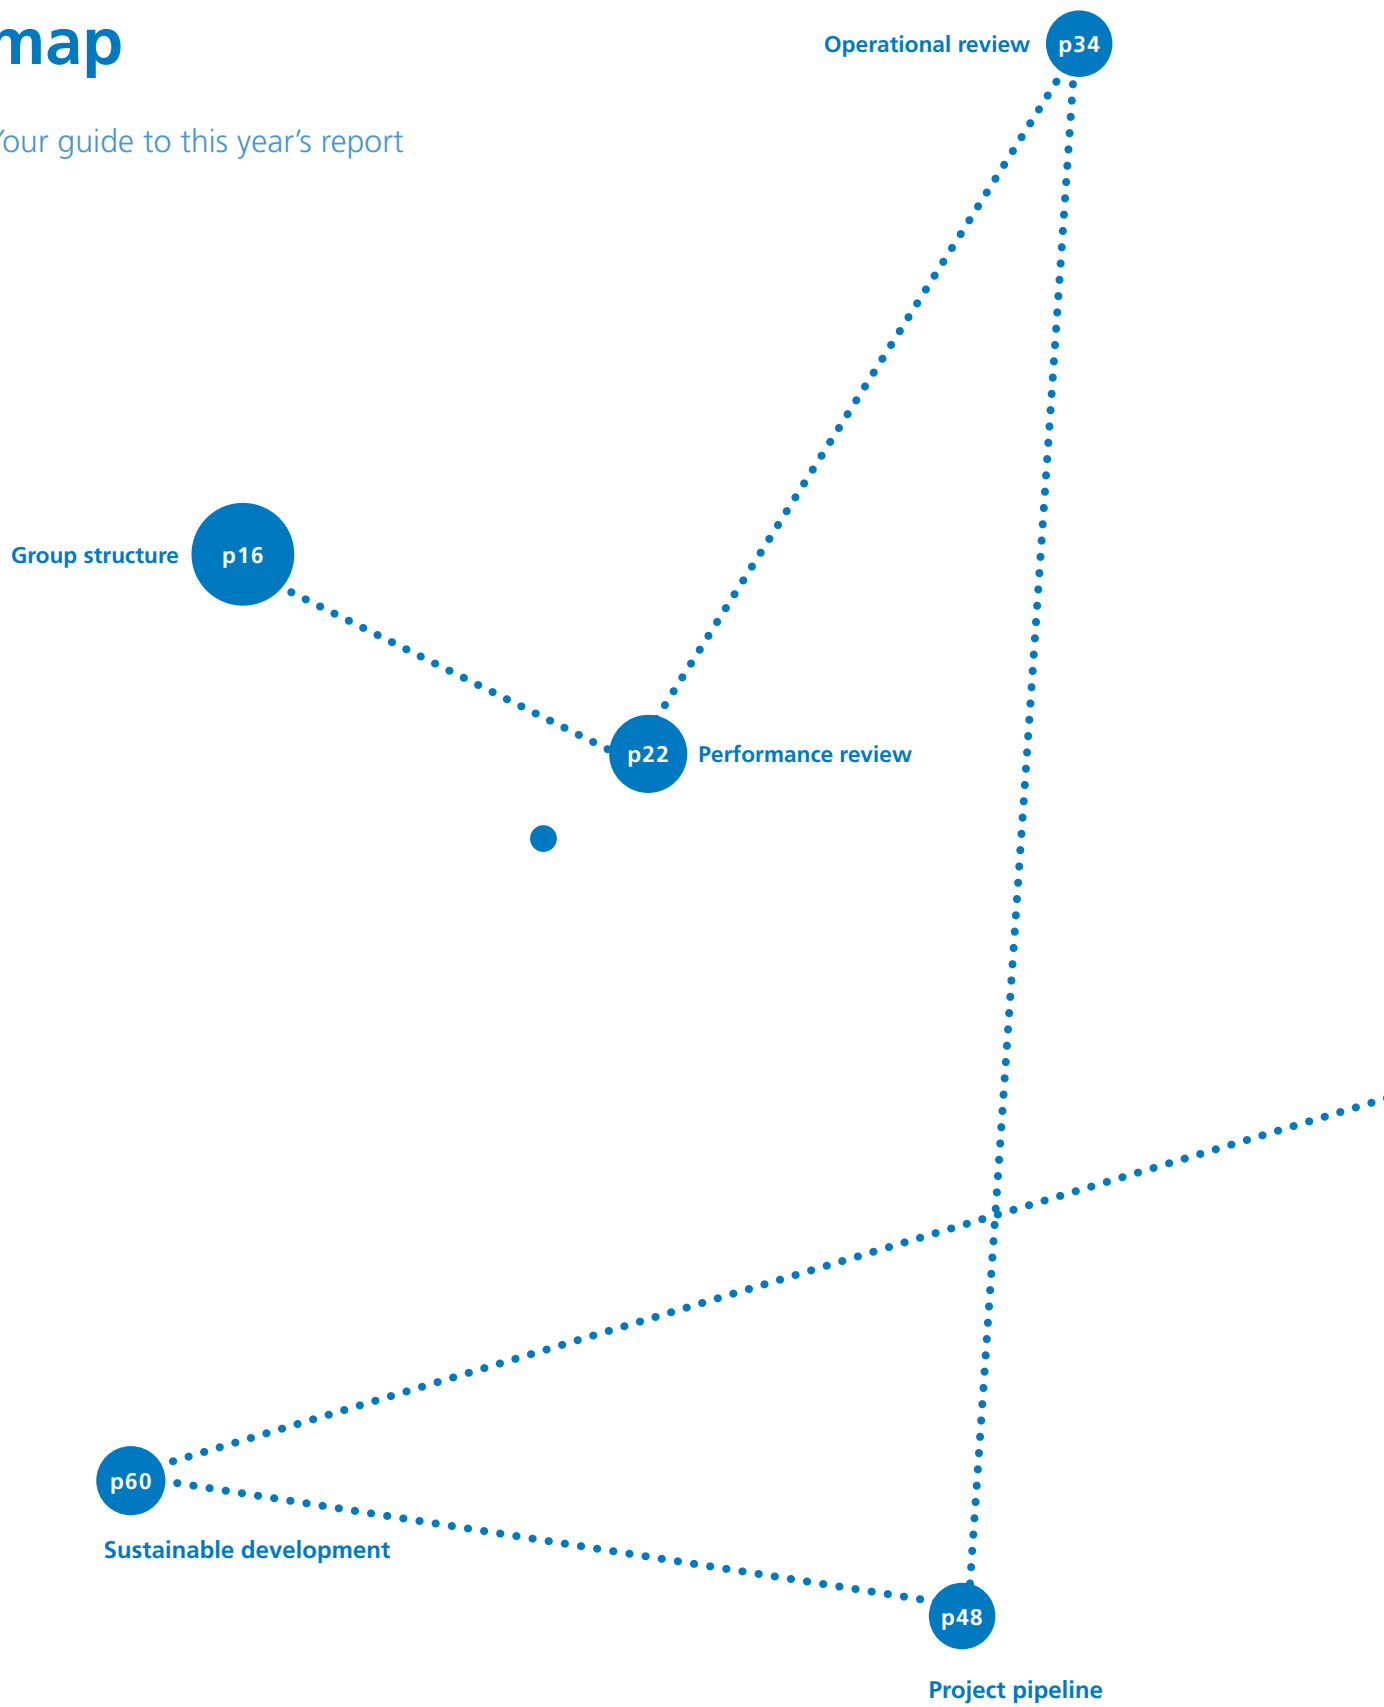 map
Your guide to this year's report
Operational review p34
Group structure p16
p22 Performance review
p60
Sustainable development
p48
Project pipeline